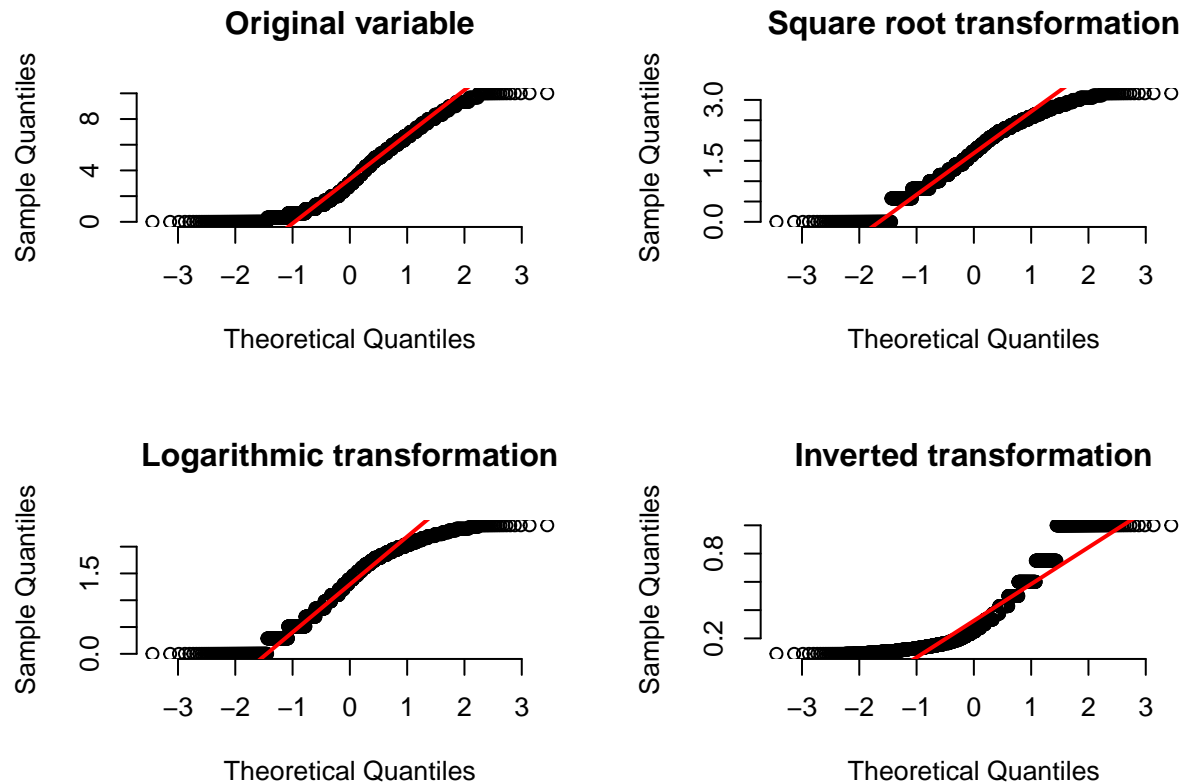 Original variable
Sample Quantiles
0 4 8
−3 −2 −1 0 1 2 3
Theoretical Quantiles
Square root transformation
Sample Quantiles
0.0 1.5 3.0
−3 −2 −1 0 1 2 3
Theoretical Quantiles
Logarithmic transformation
Sample Quantiles
0.0 1.5
−3 −2 −1 0 1 2 3
Theoretical Quantiles
Inverted transformation
Sample Quantiles
0.2 0.8
−3 −2 −1 0 1 2 3
Theoretical Quantiles